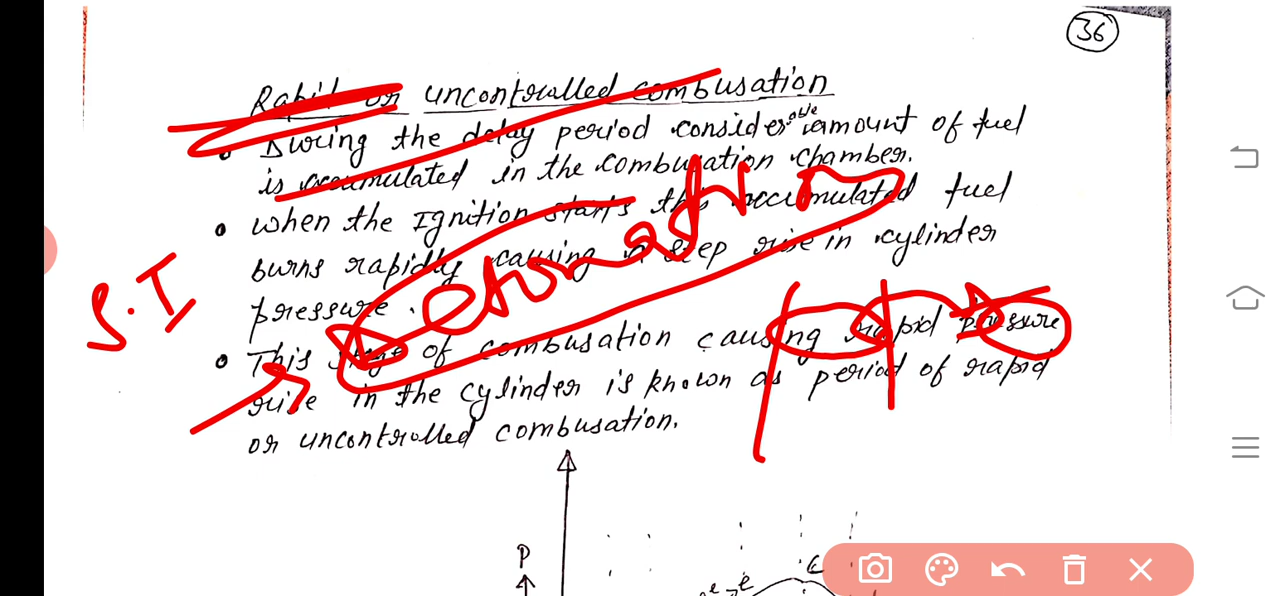 36
Rapid or uncontrolled combusation
During the delay period considerable amount of fuel
is accumulated in the combusation chamber.
when the Ignition starts this accumulated fuel
burns rapidly causing a steep rise in cylinder
pressure.
This stage of combusation causing rapid pressure
rise in the cylinder is known as period of rapid
or uncontrolled combusation.
S.I
Detonation
P